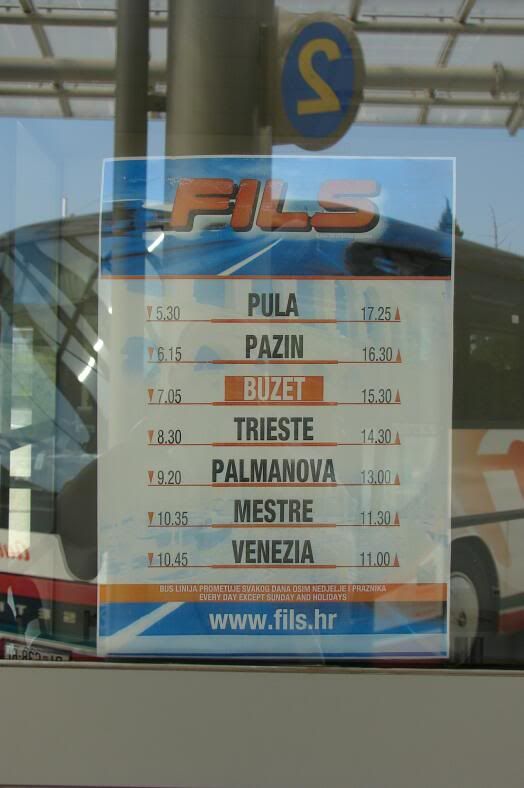 2
FILS
5.30 PULA 17.25
6.15 PAZIN 16.30
7.05 BUZET 15.30
8.30 TRIESTE 14.30
9.20 PALMANOVA 13.00
10.35 MESTRE 11.30
10.45 VENEZIA 11.00
BUS LINIJA PROMETUJE SVAKOG DANA OSIM NEDJELJE I PRAZNIKA
EVERY DAY EXCEPT SUNDAY AND HOLIDAYS
www.fils.hr